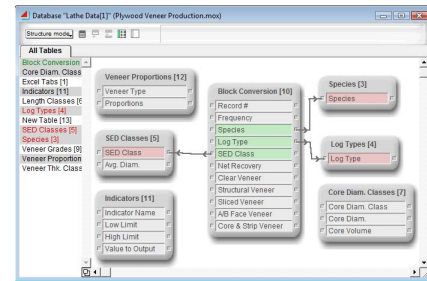 Database "Lathe Data[1]" (Plywood Veneer Production.mox)
Structure mode
All Tables
Block Conversion
Core Diam. Class
Excel Tabs [1]
Indicators [11]
Length Classes [6
Log Types [4]
New Table [13]
SED Classes [5]
Species [3]
Veneer Grades [9]
Veneer Proportion
Veneer Thk. Class
Veneer Proportions [12]
Veneer Type
Proportions
SED Classes [5]
SED Class
Avg. Diam.
Indicators [11]
Indicator Name
Low Limit
High Limit
Value to Output
Block Conversion [10]
Record #
Frequency
Species
Log Type
SED Class
Net Recovery
Clear Veneer
Structural Veneer
Sliced Veneer
A/B Face Veneer
Core & Strip Veneer
Species [3]
Species
Log Types [4]
Log Type
Core Diam. Classes [7]
Core Diam. Class
Core Diam.
Core Volume